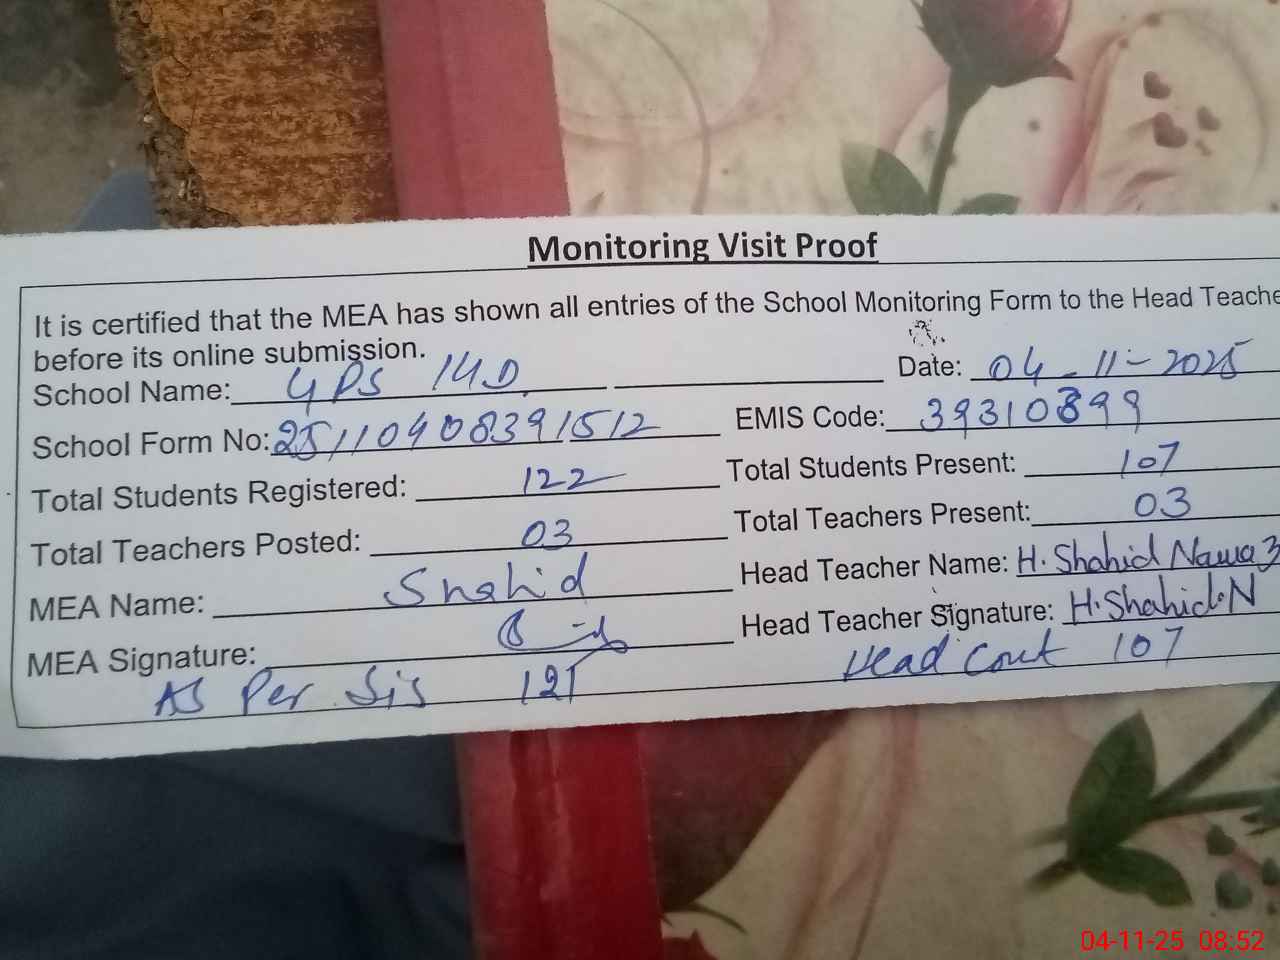 Monitoring Visit Proof
It is certified that the MEA has shown all entries of the School Monitoring Form to the Head Teache
before its online submission.
School Name: GPS 14D Date: 04-11-2025
School Form No: 25110408391512 EMIS Code: 39310899
Total Students Registered: 122 Total Students Present: 107
Total Teachers Posted: 03 Total Teachers Present: 03
MEA Name: Shahid Head Teacher Name: H. Shahid Nawaz
MEA Signature: Head Teacher Signature: H.Shahid.N
As Per Sis 121 Head Count 107
04-11-25 08:52